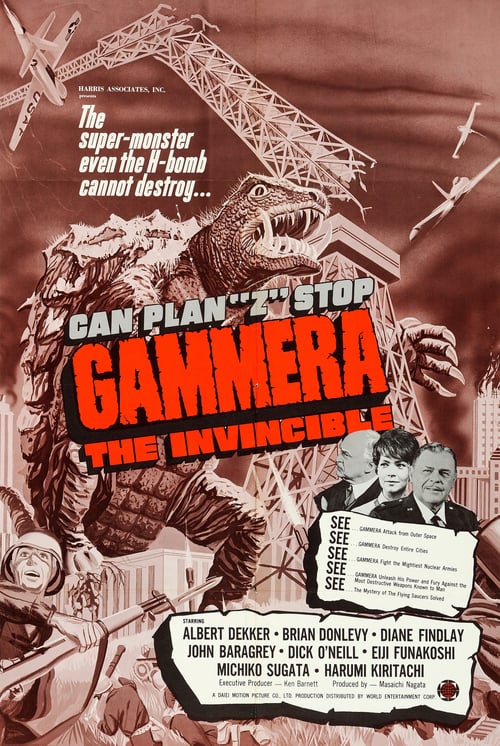 USAF
HARRIS ASSOCIATES, INC.
presents
The
super-monster
even the H-bomb
cannot destroy...
CAN PLAN "Z" STOP
GAMMERA
THE INVINCIBLE
SEE ...GAMMERA Attack from Outer Space
SEE ...GAMMERA Destroy Entire Cities
SEE ...GAMMERA Fight the Mightiest Nuclear Armies
SEE ...GAMMERA Unleash His Power and Fury Against the
Most Destructive Weapons Known to Man
SEE ...The Mystery of The Flying Saucers Solved
STARRING
ALBERT DEKKER • BRIAN DONLEVY • DIANE FINDLAY
JOHN BARAGREY • DICK O'NEILL • EIJI FUNAKOSHI
MICHIKO SUGATA • HARUMI KIRITACHI
Executive Producer — Ken Barnett Produced by — Masaichi Nagata
A DAIEI MOTION PICTURE CO., LTD. PRODUCTION DISTRIBUTED BY WORLD ENTERTAINMENT CORP.